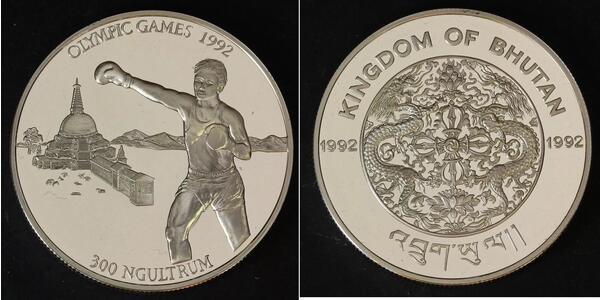 OLYMPIC GAMES 1992
300 NGULTRUM
KINGDOM OF BHUTAN
1992 1992
འབྲུག་ཡུལ།།